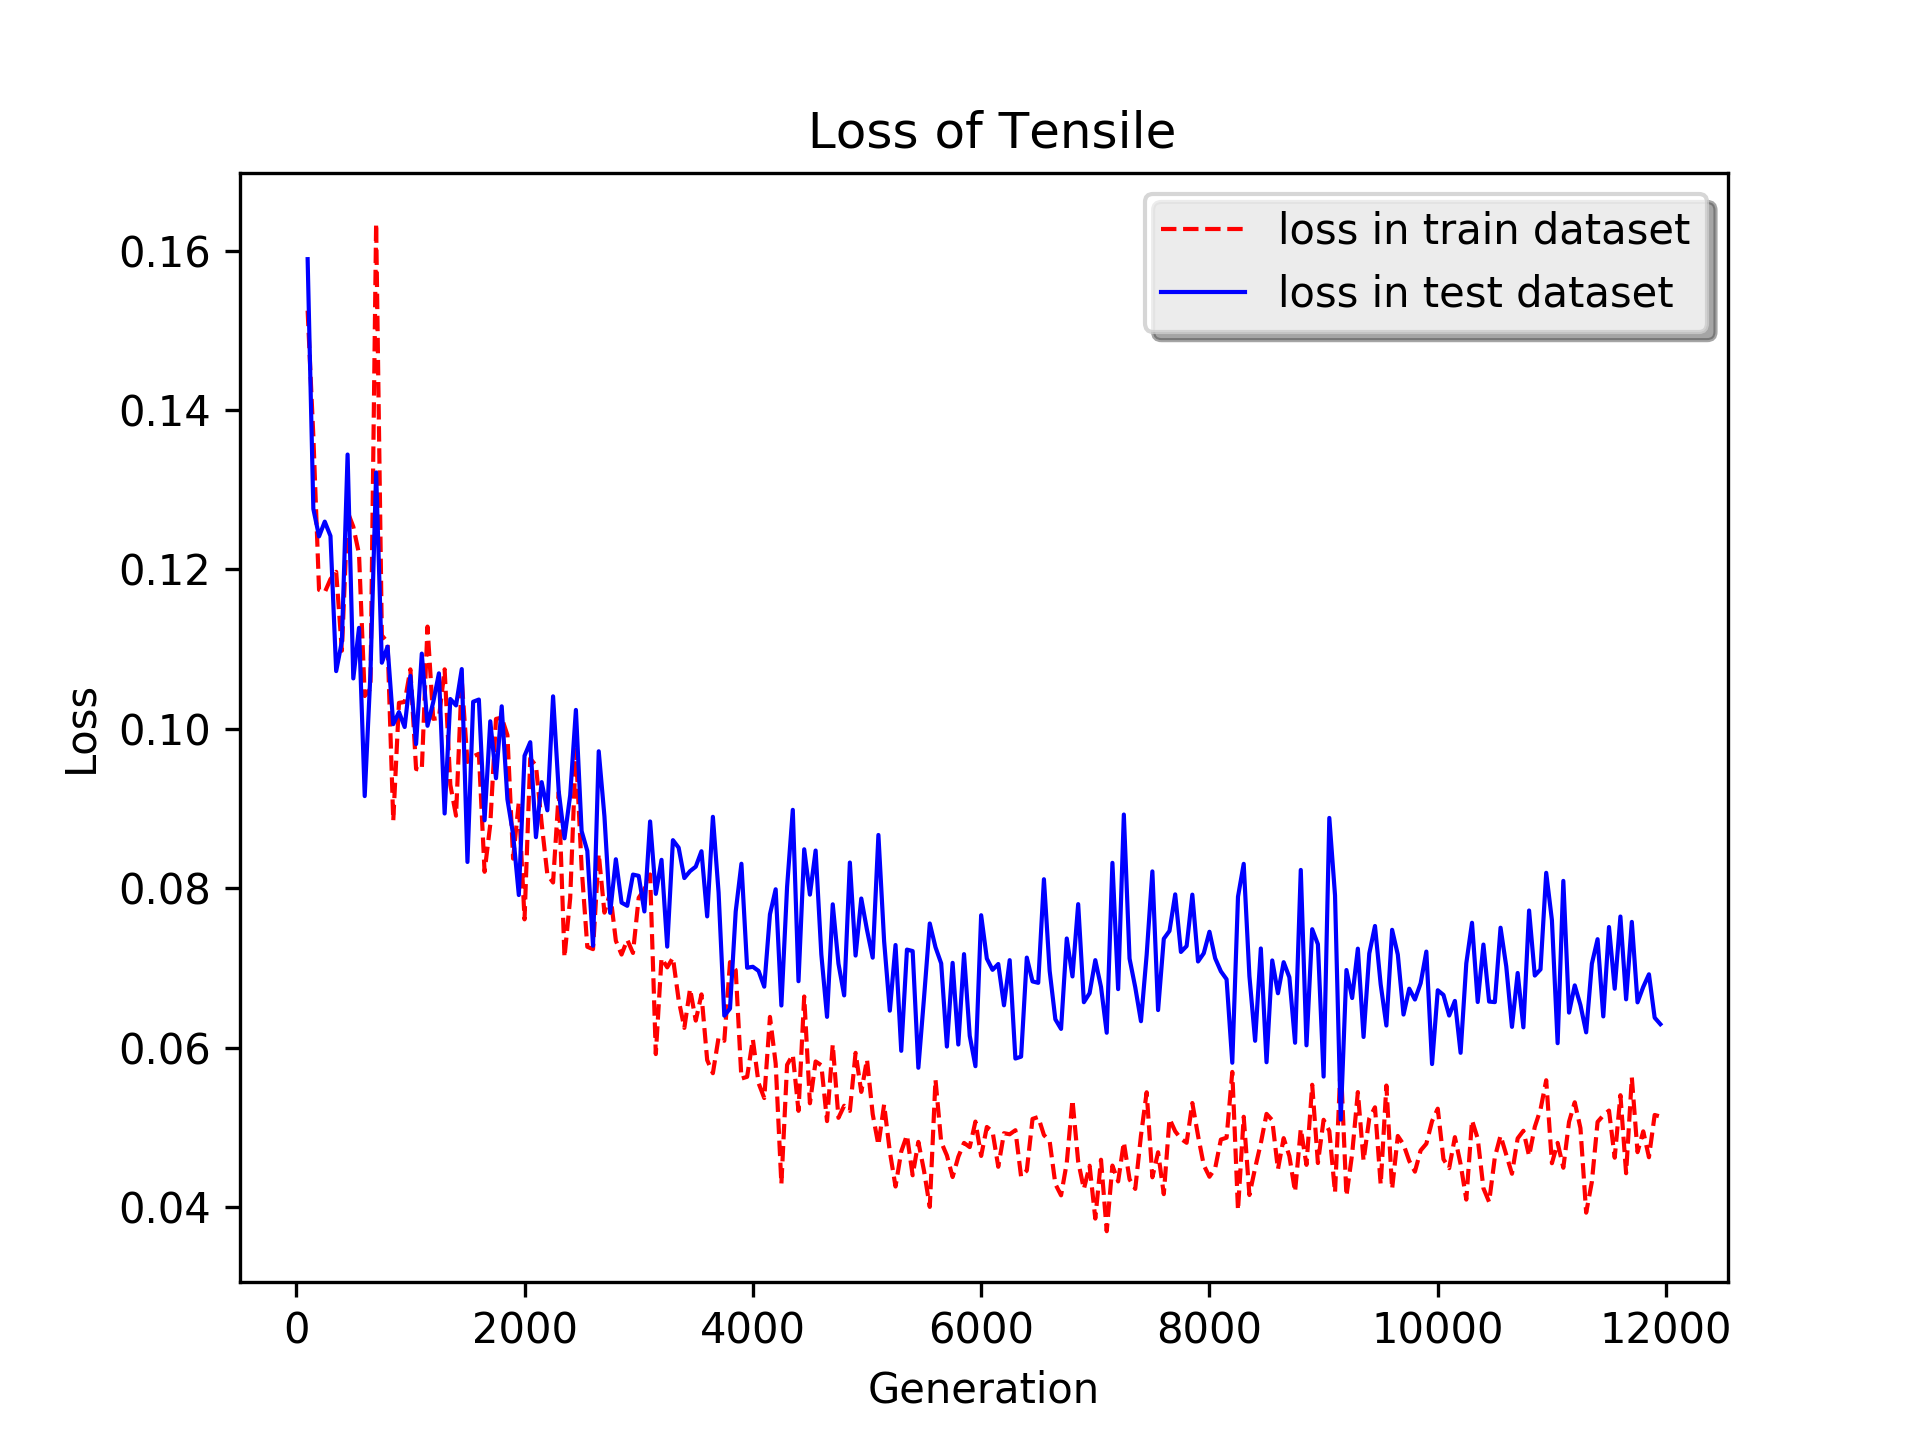 Loss of Tensile
loss in train dataset
loss in test dataset
0.16
0.14
0.12
0.10
0.08
0.06
0.04
Loss
0 2000 4000 6000 8000 10000 12000
Generation